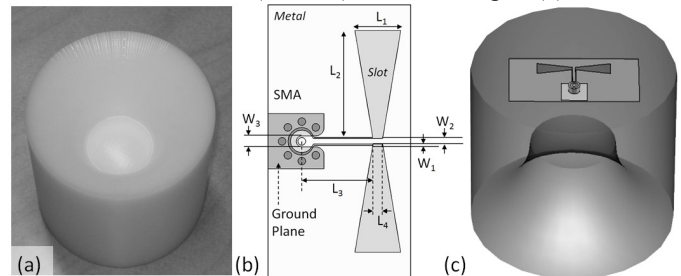 Metal
L1
L2
Slot
SMA
W3
W2
W1
L3
L4
Ground
Plane
(a)
(b)
(c)